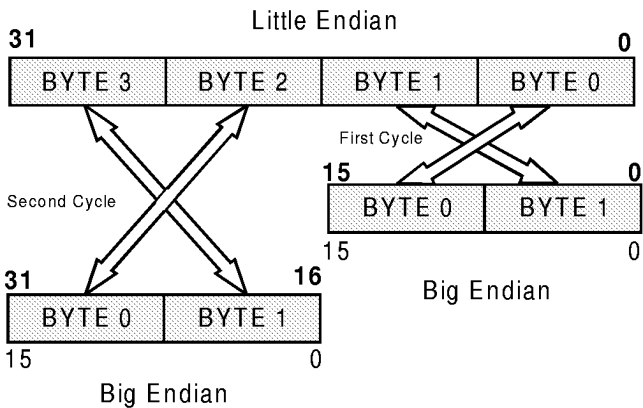 Little Endian
31 0
BYTE 3 BYTE 2 BYTE 1 BYTE 0
First Cycle
15 0
Second Cycle
BYTE 0 BYTE 1
15 0
31 16
Big Endian
BYTE 0 BYTE 1
15 0
Big Endian